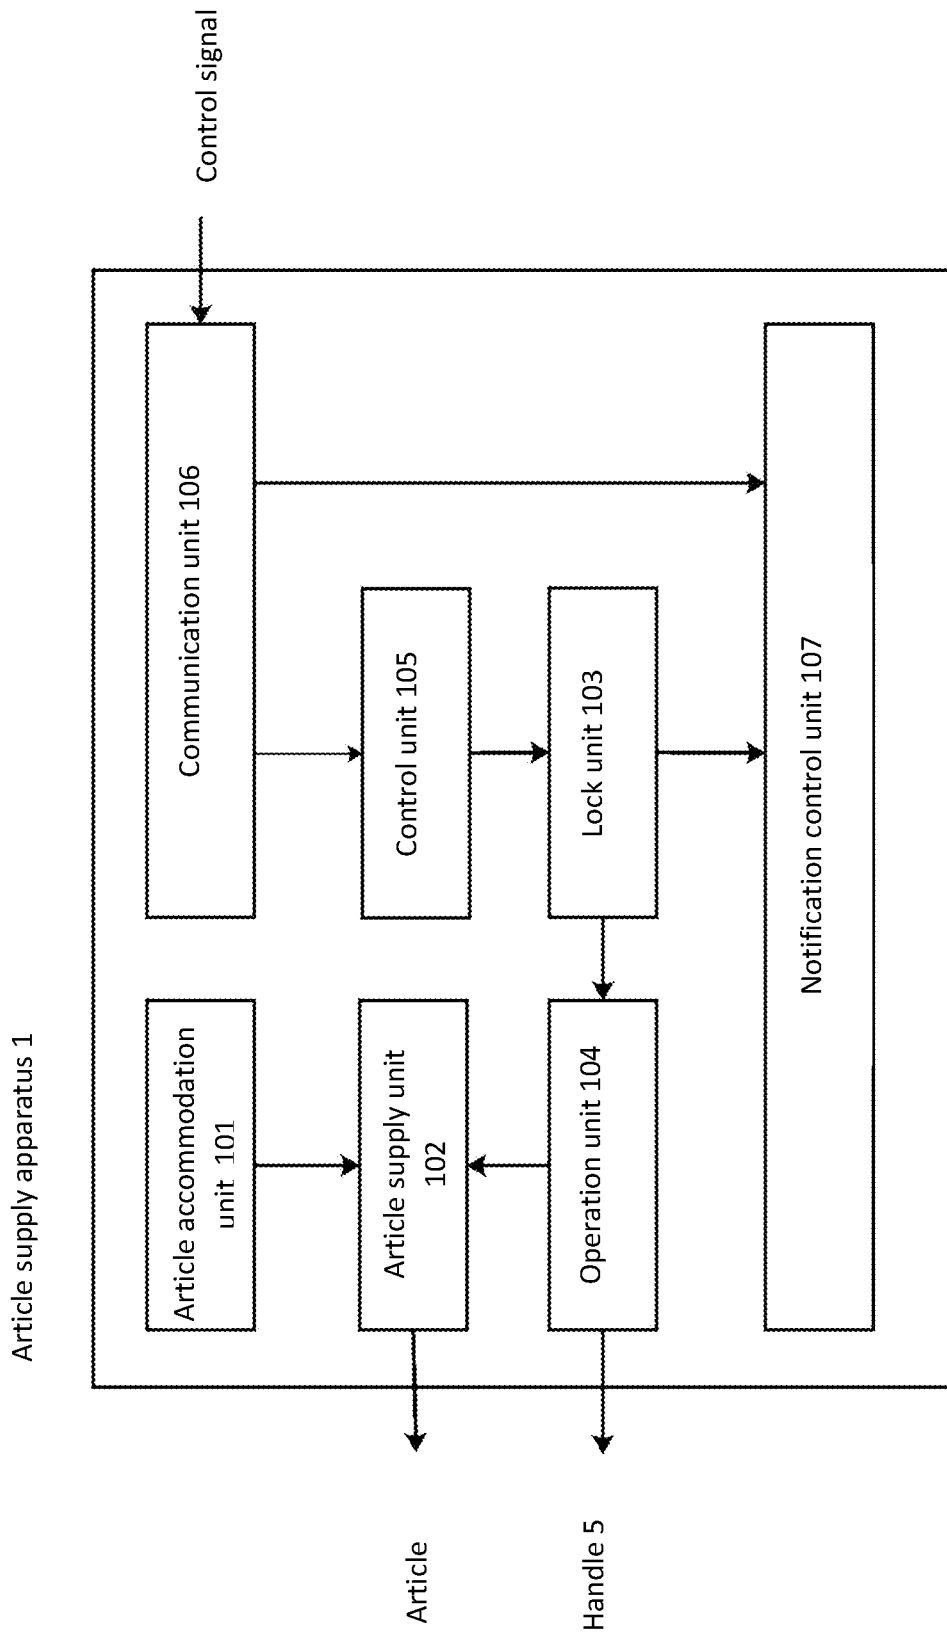 Article supply apparatus 1
Article accommodation
unit 101
Communication unit 106
Control signal
Article
Article supply unit
102
Control unit 105
Handle 5
Operation unit 104
Lock unit 103
Notification control unit 107